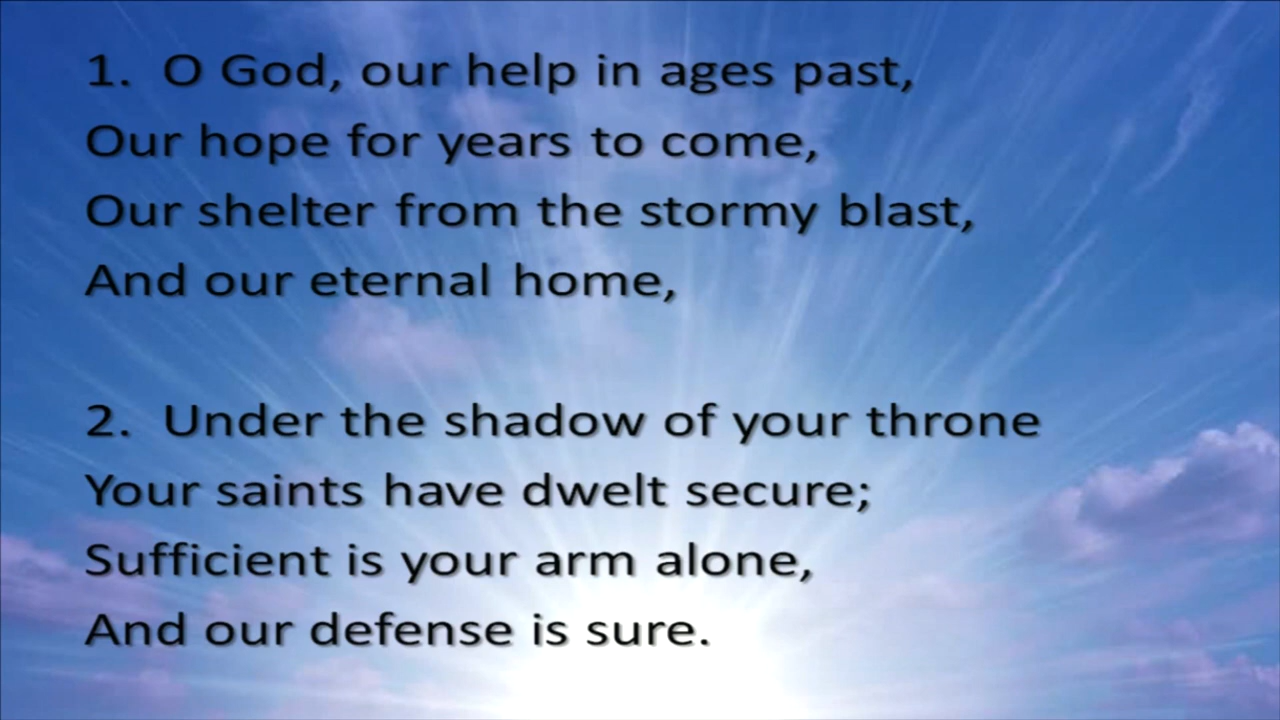 1. O God, our help in ages past,
Our hope for years to come,
Our shelter from the stormy blast,
And our eternal home,
2. Under the shadow of your throne
Your saints have dwelt secure;
Sufficient is your arm alone,
And our defense is sure.